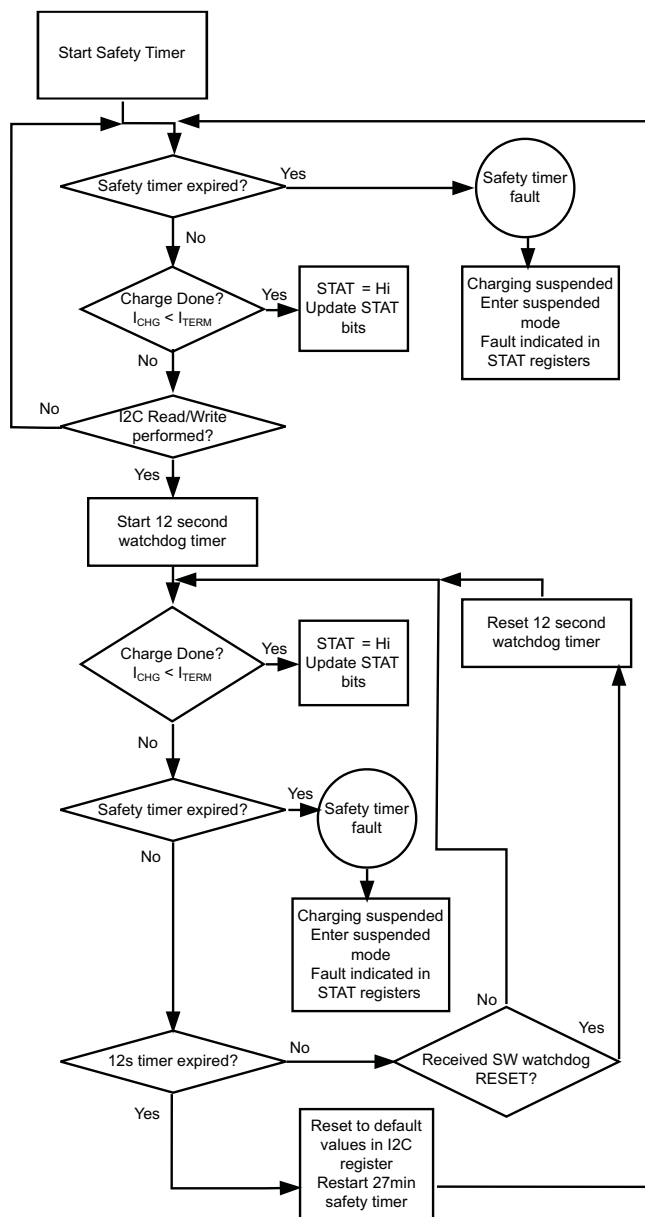 Start Safety Timer
Safety timer expired?
Yes
Safety timer
fault
No
Charge Done?
ICHG < ITERM
Yes
STAT = Hi
Update STAT
bits
Charging suspended
Enter suspended
mode
Fault indicated in
STAT registers
No
No
I2C Read/Write
performed?
Yes
Start 12 second
watchdog timer
Reset 12 second
watchdog timer
Charge Done?
ICHG < ITERM
Yes
STAT = Hi
Update STAT
bits
No
Safety timer expired?
Yes
Safety timer
fault
No
Charging suspended
Enter suspended
mode
Fault indicated in
STAT registers
No
Yes
12s timer expired?
No
Received SW watchdog
RESET?
Yes
Reset to default
values in I2C
register
Restart 27min
safety timer